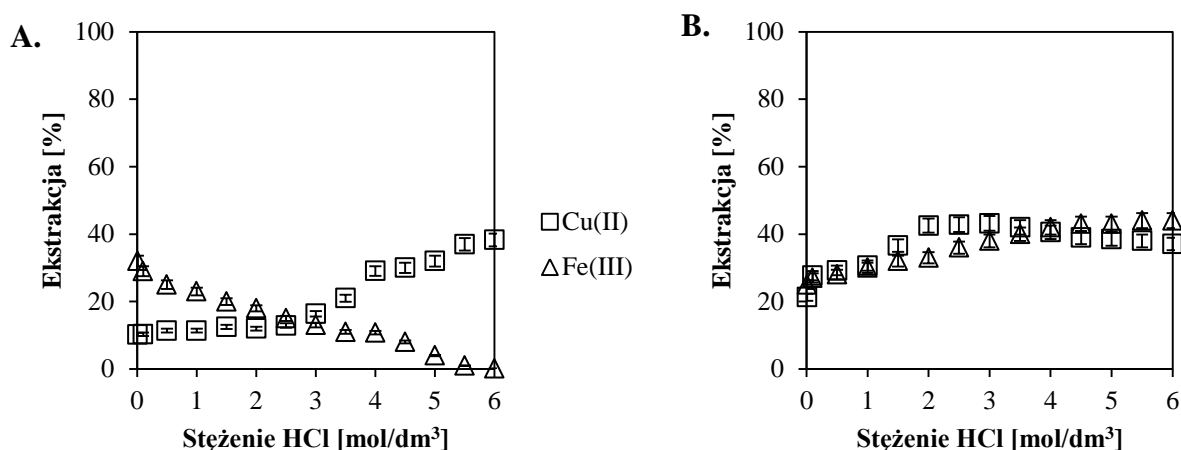 A.
100
80
60
40
20
0
Ekstrakcja [%]
0 1 2 3 4 5 6
Stężenie HCl [mol/dm³]
Cu(II)
Fe(III)
B.
100
80
60
40
20
0
Ekstrakcja [%]
0 1 2 3 4 5 6
Stężenie HCl [mol/dm³]